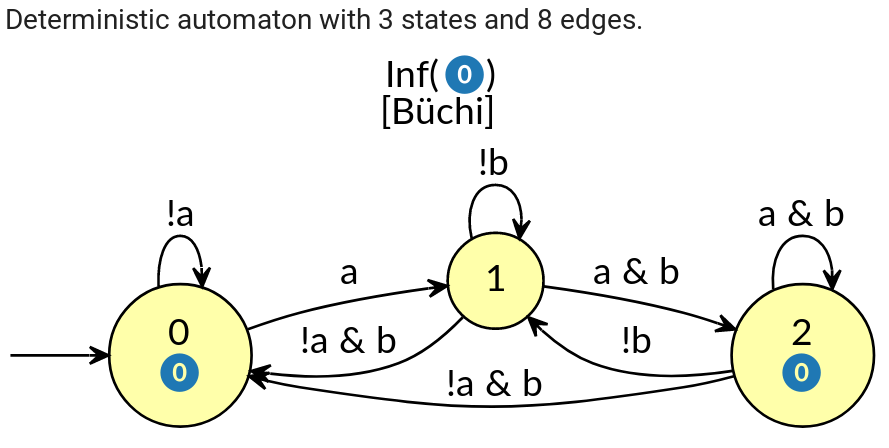 Deterministic automaton with 3 states and 8 edges.
Inf(0)
[Büchi]
!b
!a
a & b
a
a & b
1
0
0
!a & b
!b
2
0
!a & b